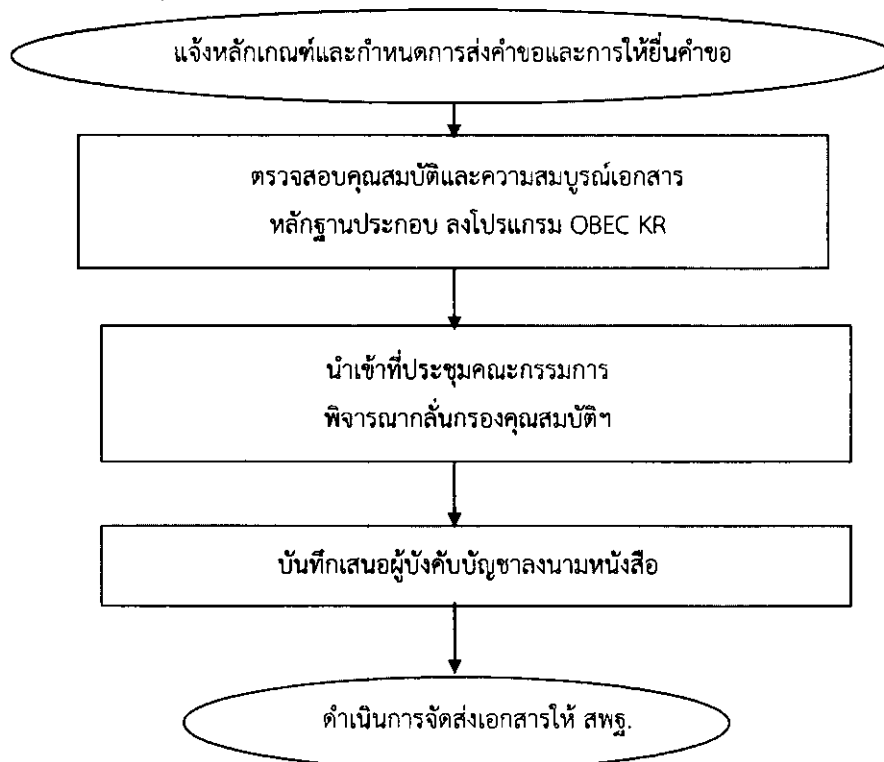 แจ้งหลักเกณฑ์และกำหนดการส่งคำขอและการให้ยื่นคำขอ
ตรวจสอบคุณสมบัติและความสมบูรณ์เอกสาร
หลักฐานประกอบ ลงโปรแกรม OBEC KR
นำเข้าที่ประชุมคณะกรรมการ
พิจารณากลั่นกรองคุณสมบัติฯ
บันทึกเสนอผู้บังคับบัญชาลงนามหนังสือ
ดำเนินการจัดส่งเอกสารให้ สพฐ.